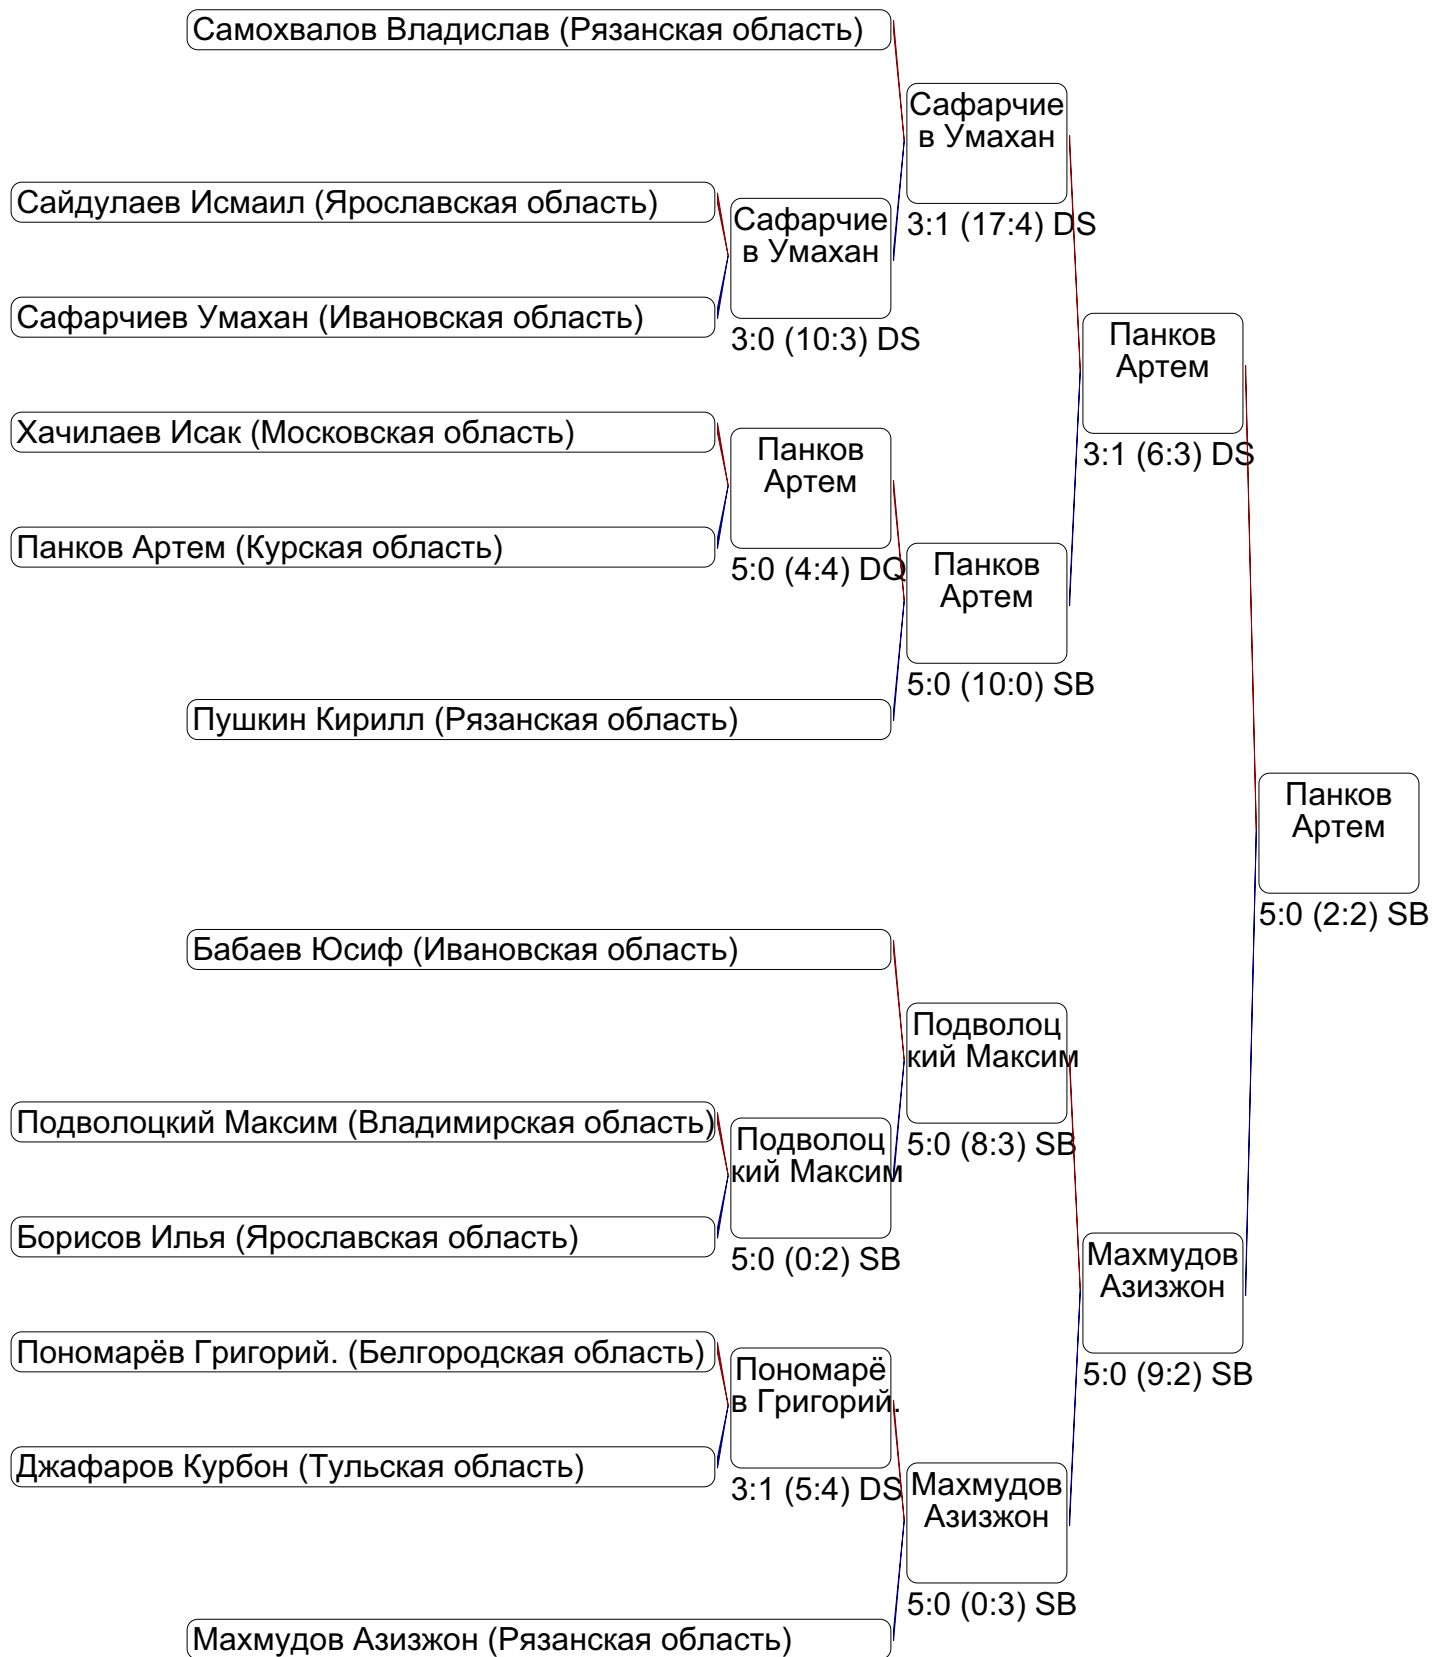 Самохвалов Владислав (Рязанская область)
Сафарчие
в Умахан
3:1 (17:4) DS
Сайдулаев Исмаил (Ярославская область)
Сафарчие
в Умахан
3:0 (10:3) DS
Сафарчиев Умахан (Ивановская область)
Панков
Артем
3:1 (6:3) DS
Хачилаев Исак (Московская область)
Панков
Артем
5:0 (4:4) DQ
Панков Артем (Курская область)
Панков
Артем
5:0 (10:0) SB
Пушкин Кирилл (Рязанская область)
Панков
Артем
5:0 (2:2) SB
Бабаев Юсиф (Ивановская область)
Подволоц
кий Максим
5:0 (8:3) SB
Подволоцкий Максим (Владимирская область)
Подволоц
кий Максим
5:0 (0:2) SB
Борисов Илья (Ярославская область)
Махмудов
Азизжон
5:0 (9:2) SB
Пономарёв Григорий. (Белгородская область)
Пономарё
в Григорий.
3:1 (5:4) DS
Джафаров Курбон (Тульская область)
Махмудов
Азизжон
5:0 (0:3) SB
Махмудов Азизжон (Рязанская область)